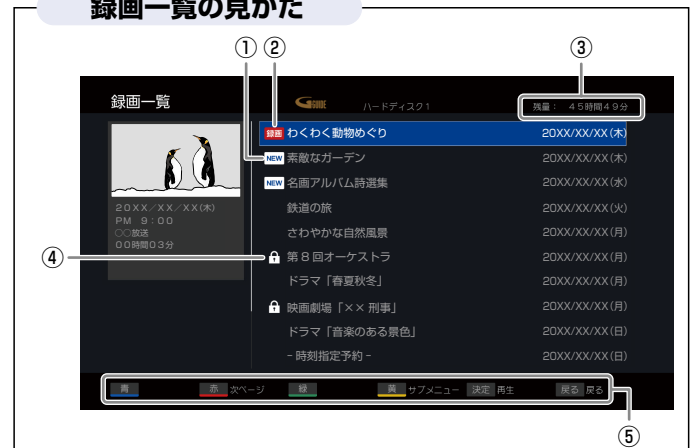 録画一覧の見かた
① ② ③
録画一覧 GGUIDE ハードディスク1 残量： 45時間49分
録画 わくわく動物めぐり 20XX/XX/XX(木)
NEW 素敵なガーデン 20XX/XX/XX(木)
NEW 名画アルバム詩選集 20XX/XX/XX(水)
鉄道の旅 20XX/XX/XX(火)
さわやかな自然風景 20XX/XX/XX(月)
第8回オーケストラ 20XX/XX/XX(月)
ドラマ「春夏秋冬」 20XX/XX/XX(月)
映画劇場「×× 刑事」 20XX/XX/XX(月)
ドラマ「音楽のある景色」 20XX/XX/XX(日)
- 時刻指定予約 - 20XX/XX/XX(日)
20XX／XX／XX(木)
PM 9：00
○○放送
00時間03分
④
青 赤 次ページ 緑 黄 サブメニュー 決定 再生 戻る 戻る
⑤